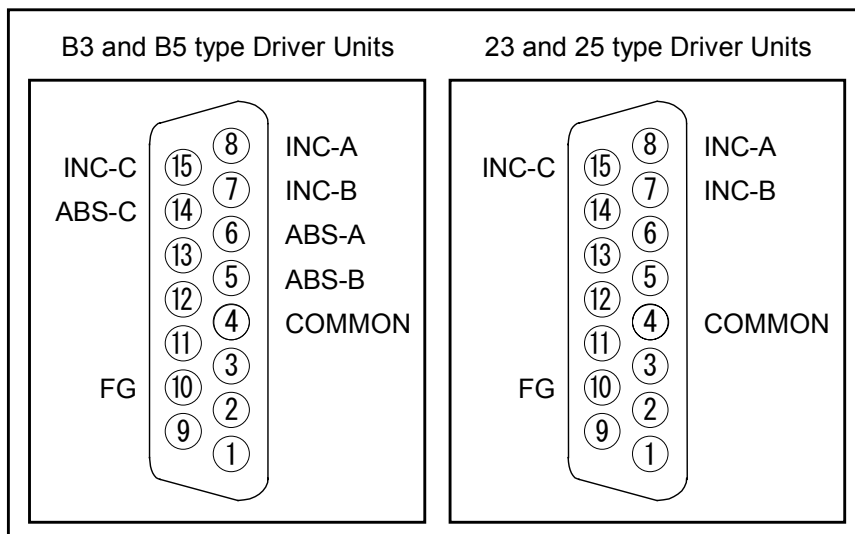 B3 and B5 type Driver Units
INC-C
ABS-C
FG
15
14
13
12
11
10
9
8
7
6
5
4
3
2
1
INC-A
INC-B
ABS-A
ABS-B
COMMON
23 and 25 type Driver Units
INC-C
FG
15
14
13
12
11
10
9
8
7
6
5
4
3
2
1
INC-A
INC-B
COMMON